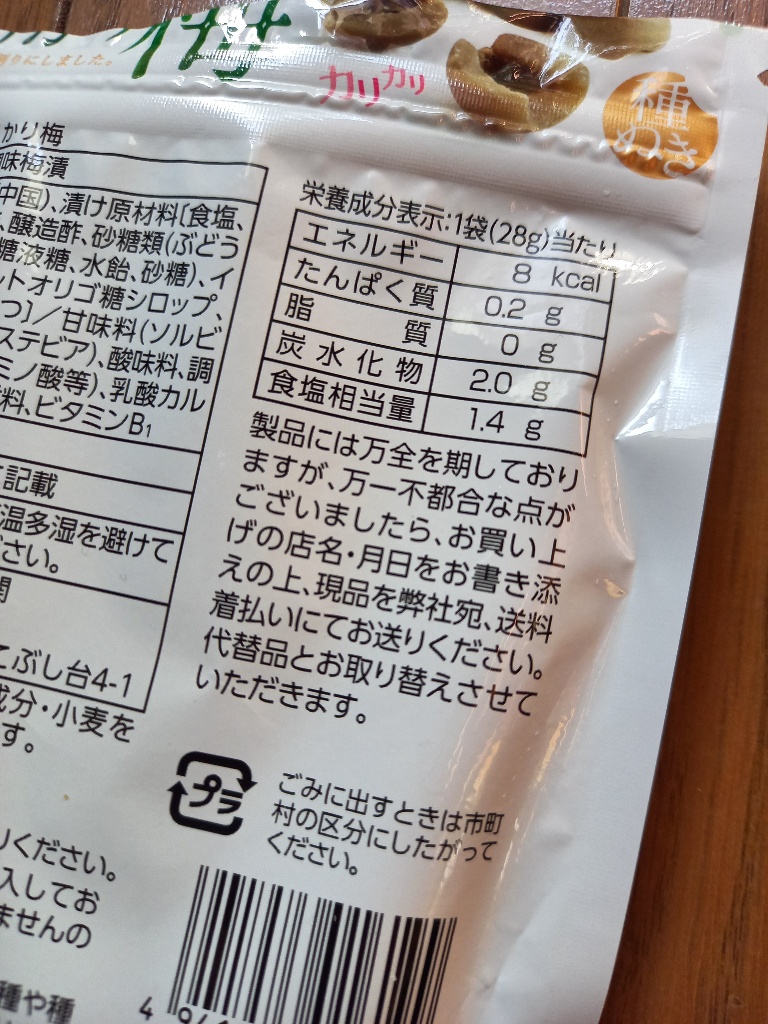 割りにしました。
カリカリ
種
ぬき
かり梅
味梅漬
中国)、漬け原材料〔食塩、
、醸造酢、砂糖類(ぶどう
糖液糖、水飴、砂糖)、イ
ットオリゴ糖シロップ、
つ〕/甘味料(ソルビ
ステビア)、酸味料、調
ミノ酸等)、乳酸カル
料、ビタミンB₁
記載
温多湿を避けて
さい。
こぶし台4-1
成分・小麦を
す。
りください。
入してお
ませんの
種や種
栄養成分表示:1袋(28g)当たり
エネルギー 8 kcal
たんぱく質 0.2 g
脂質 0 g
炭水化物 2.0 g
食塩相当量 1.4 g
製品には万全を期しており
ますが、万一不都合な点が
ございましたら、お買い上
げの店名・月日をお書き添
えの上、現品を弊社宛、送料
着払いにてお送りください。
代替品とお取り替えさせて
いただきます。
プラ
ごみに出すときは市町
村の区分にしたがって
ください。
4